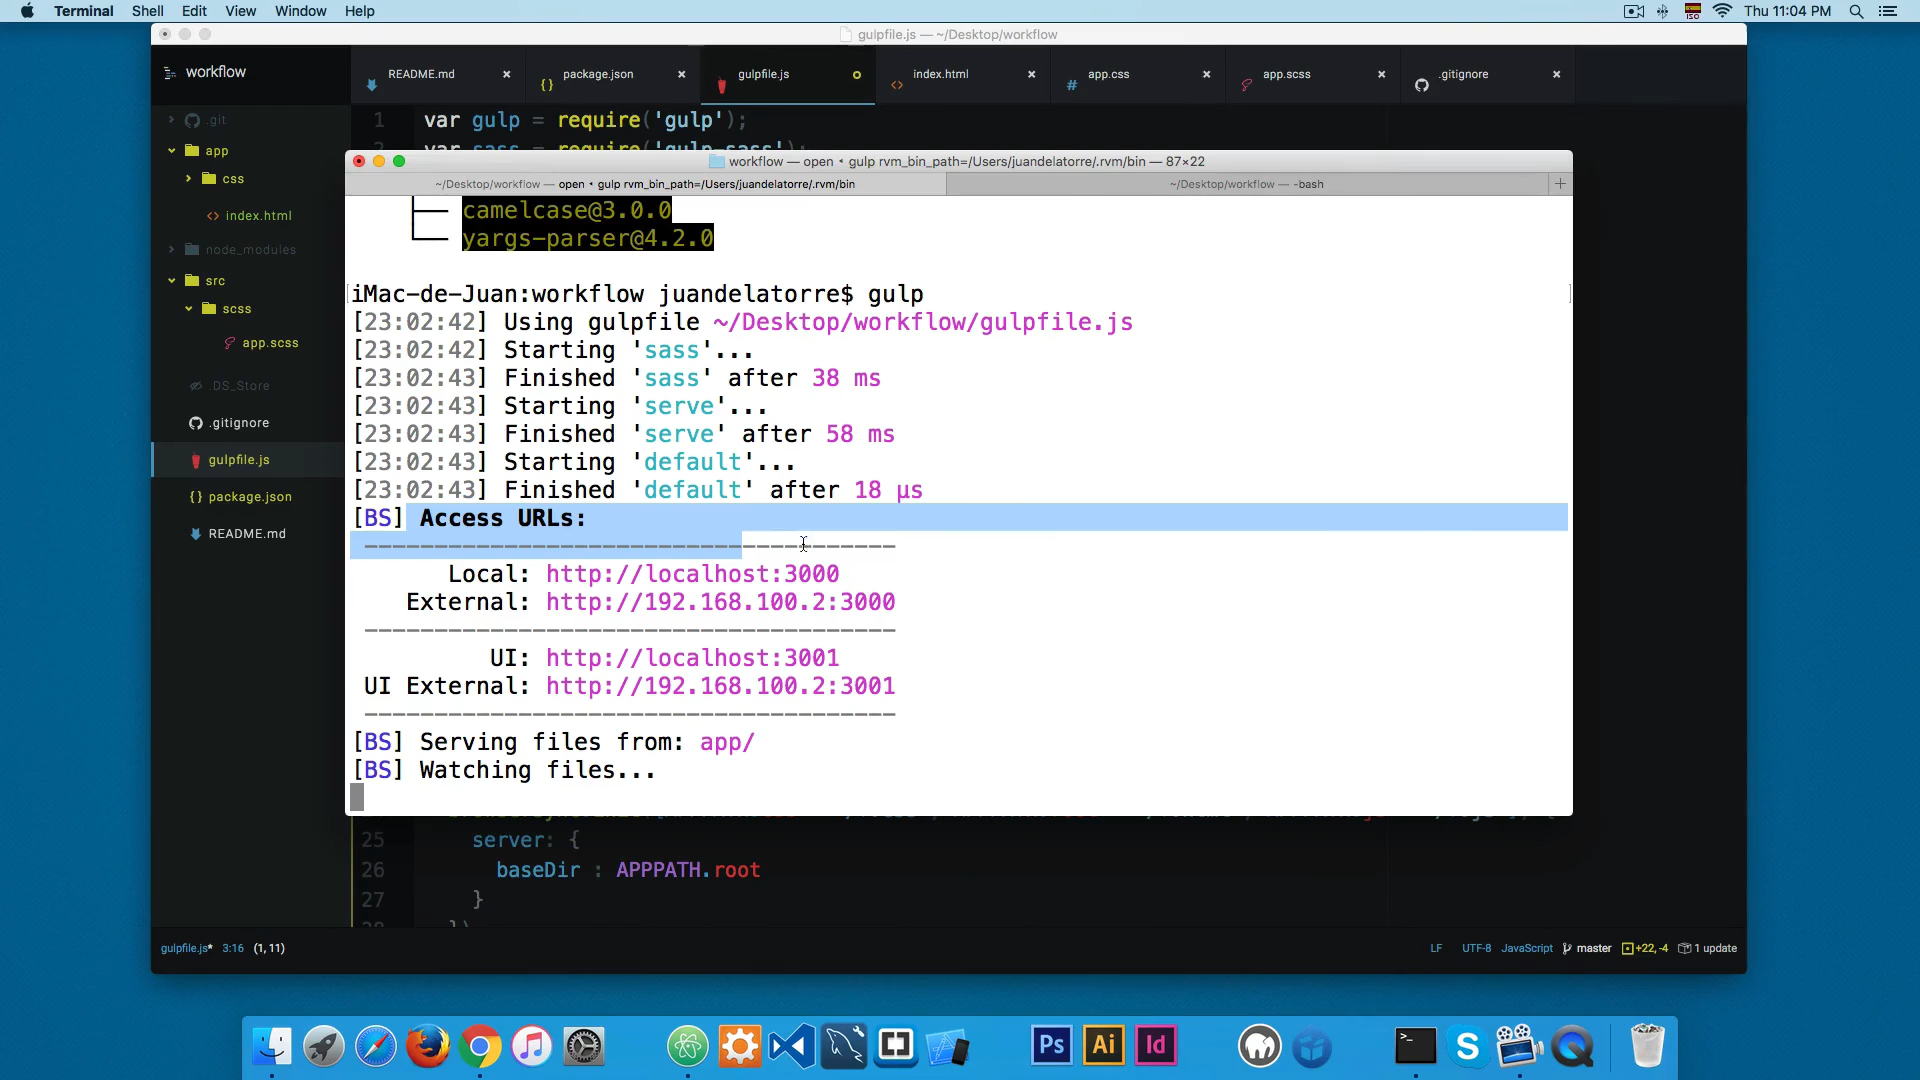 Terminal Shell Edit View Window Help
ISO Thu 11:04 PM
gulpfile.js — ~/Desktop/workflow
workflow
README.md package.json gulpfile.js index.html app.css app.scss .gitignore
.git
app
css
index.html
node_modules
src
scss
app.scss
.DS_Store
.gitignore
gulpfile.js
package.json
README.md
1 var gulp = require('gulp');
2 var sass = require('gulp-sass');
workflow — open • gulp rvm_bin_path=/Users/juandelatorre/.rvm/bin — 87×22
~/Desktop/workflow — open • gulp rvm_bin_path=/Users/juandelatorre/.rvm/bin
~/Desktop/workflow — -bash
├── camelcase@3.0.0
└── yargs-parser@4.2.0
iMac-de-Juan:workflow juandelatorre$ gulp
[23:02:42] Using gulpfile ~/Desktop/workflow/gulpfile.js
[23:02:42] Starting 'sass'...
[23:02:43] Finished 'sass' after 38 ms
[23:02:43] Starting 'serve'...
[23:02:43] Finished 'serve' after 58 ms
[23:02:43] Starting 'default'...
[23:02:43] Finished 'default' after 18 μs
[BS] Access URLs:
--------------------------------------
Local: http://localhost:3000
External: http://192.168.100.2:3000
--------------------------------------
UI: http://localhost:3001
UI External: http://192.168.100.2:3001
--------------------------------------
[BS] Serving files from: app/
[BS] Watching files...
25 server: {
26 baseDir : APPPATH.root
27 }
gulpfile.js* 3:16 (1, 11)
LF UTF-8 JavaScript master +22, -4 1 update
Ps Ai Id